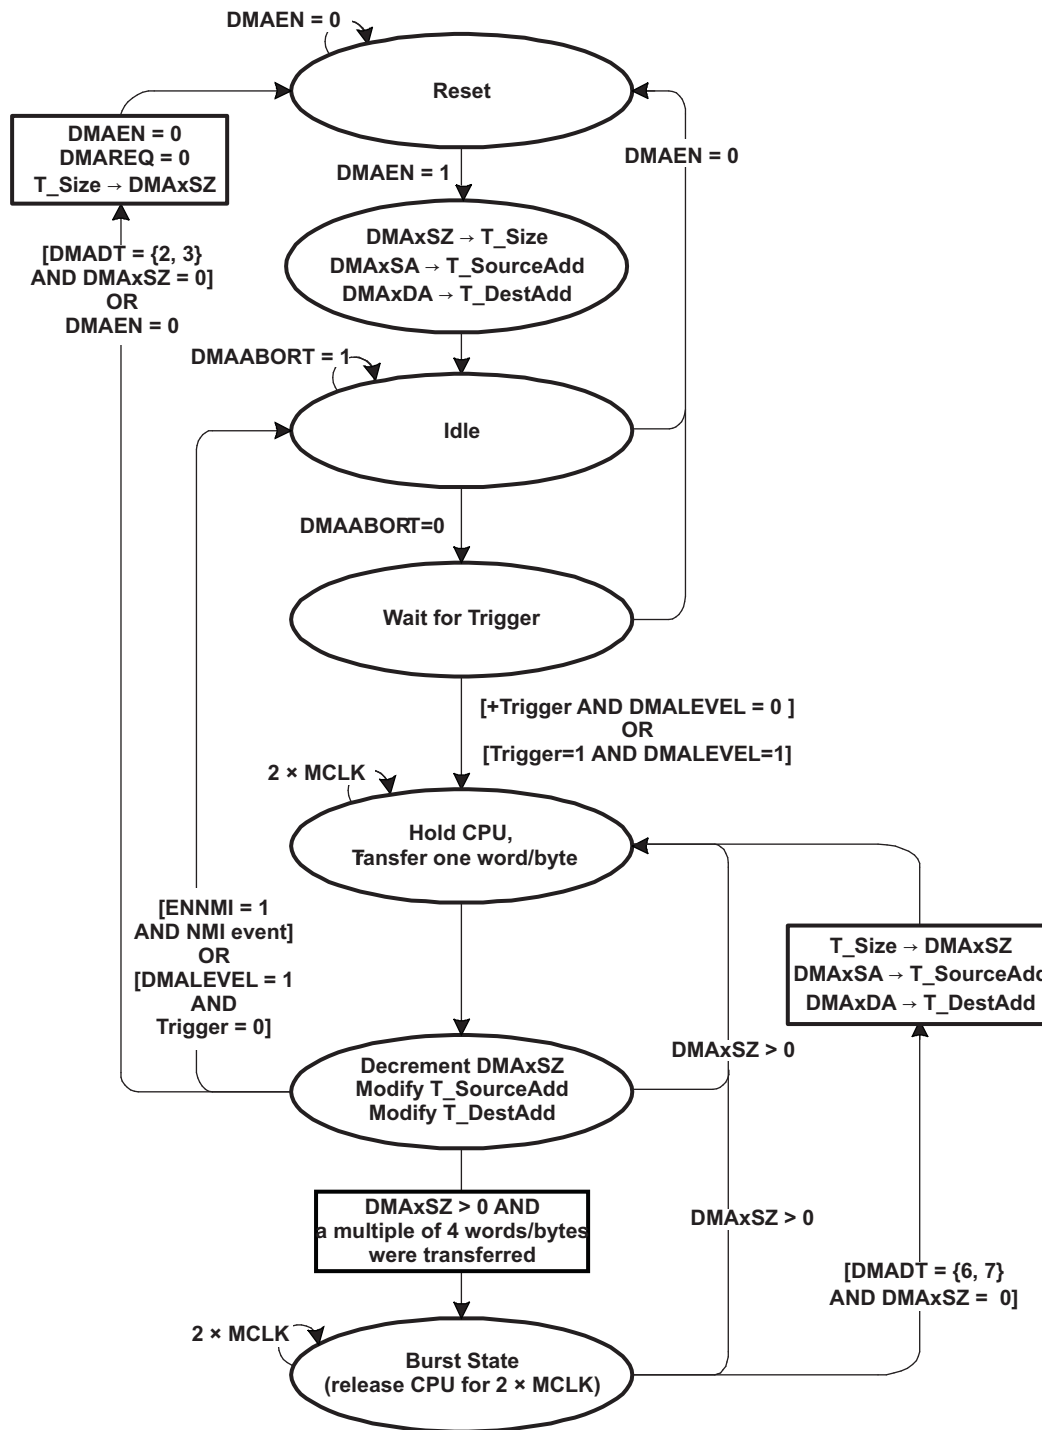 DMAEN = 0
Reset
DMAEN = 0
DMAREQ = 0
T_Size → DMAxSZ
DMAEN = 0
DMAEN = 1
[DMADT = {2, 3}
AND DMAxSZ = 0]
OR
DMAEN = 0
DMAxSZ → T_Size
DMAxSA → T_SourceAdd
DMAxDA → T_DestAdd
DMAABORT = 1
Idle
DMAABORT=0
Wait for Trigger
[+Trigger AND DMALEVEL = 0 ]
OR
[Trigger=1 AND DMALEVEL=1]
2 × MCLK
Hold CPU,
Tansfer one word/byte
[ENNMI = 1
AND NMI event]
OR
[DMALEVEL = 1
AND
Trigger = 0]
T_Size → DMAxSZ
DMAxSA → T_SourceAdd
DMAxDA → T_DestAdd
DMAxSZ > 0
Decrement DMAxSZ
Modify T_SourceAdd
Modify T_DestAdd
DMAxSZ > 0 AND
a multiple of 4 words/bytes
were transferred
DMAxSZ > 0
[DMADT = {6, 7}
AND DMAxSZ = 0]
2 × MCLK
Burst State
(release CPU for 2 × MCLK)